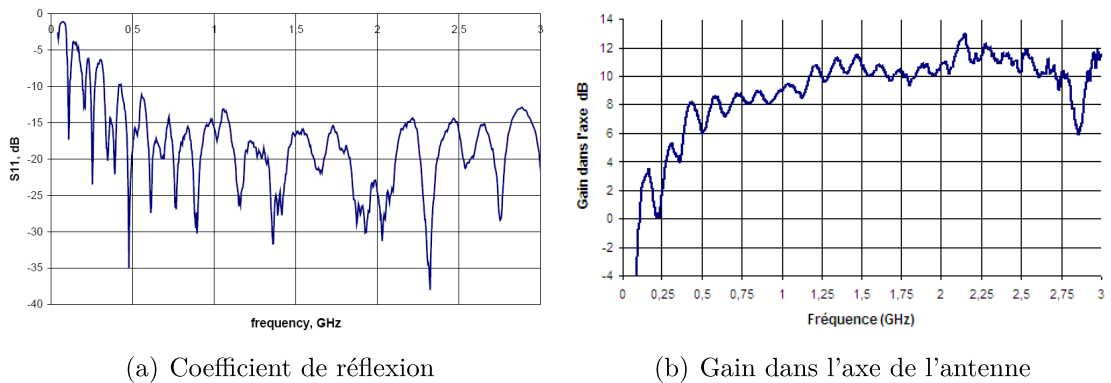 0 0.5 1 1.5 2 2.5 3
0
-5
-10
-15
-20
-25
-30
-35
-40
S11, dB
frequency, GHz
(a) Coefficient de réflexion
14
12
10
8
6
4
2
0
-2
-4
Gain dans l'axe dB
0 0,25 0,5 0,75 1 1,25 1,5 1,75 2 2,25 2,5 2,75 3
Fréquence (GHz)
(b) Gain dans l'axe de l'antenne